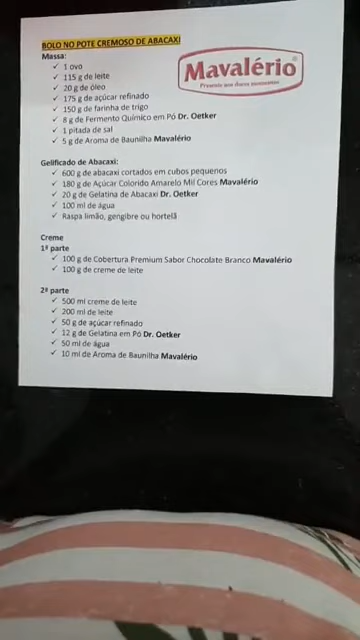 BOLO NO POTE CREMOSO DE ABACAXI
Mavalério
Massa:
✓ 1 ovo
✓ 115 g de leite
✓ 20 g de óleo
✓ 175 g de açúcar refinado
✓ 150 g de farinha de trigo
✓ 8 g de Fermento Químico em Pó Dr. Oetker
✓ 1 pitada de sal
✓ 5 g de Aroma de Baunilha Mavalério
Gelificado de Abacaxi:
✓ 600 g de abacaxi cortados em cubos pequenos
✓ 180 g de Açúcar Colorido Amarelo Mil Cores Mavalério
✓ 20 g de Gelatina de Abacaxi Dr. Oetker
✓ 100 ml de água
✓ Raspa limão, gengibre ou hortelã
Creme
1ª parte
✓ 100 g de Cobertura Premium Sabor Chocolate Branco Mavalério
✓ 100 g de creme de leite
2ª parte
✓ 500 ml creme de leite
✓ 200 ml de leite
✓ 50 g de açúcar refinado
✓ 12 g de Gelatina em Pó Dr. Oetker
✓ 50 ml de água
✓ 10 ml de Aroma de Baunilha Mavalério